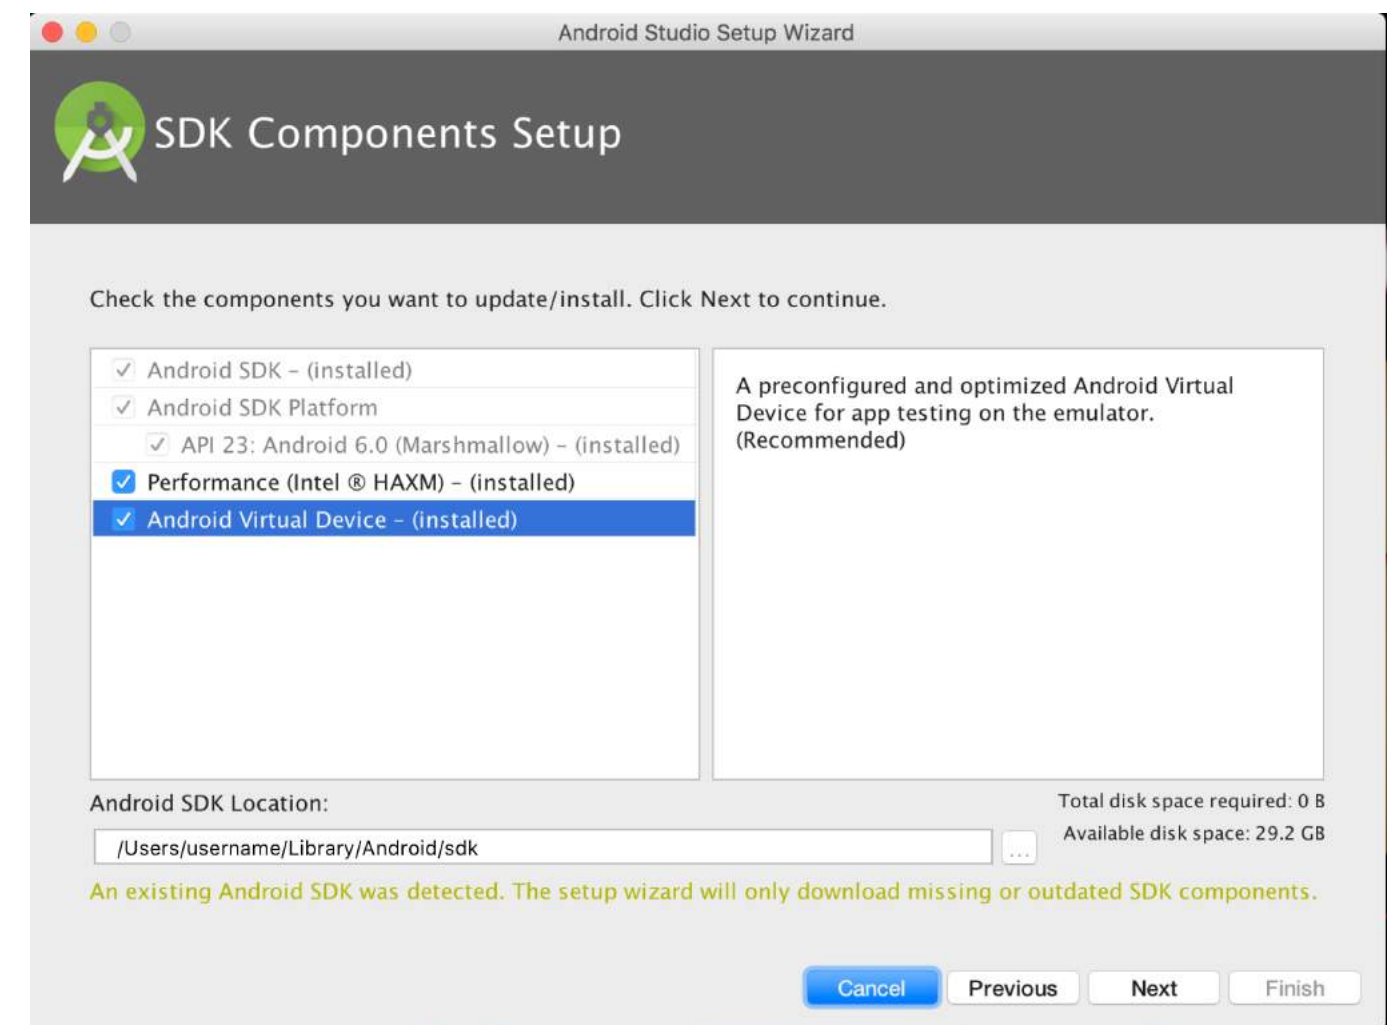 Android Studio Setup Wizard
SDK Components Setup
Check the components you want to update/install. Click Next to continue.
Android SDK – (installed)
Android SDK Platform
API 23: Android 6.0 (Marshmallow) – (installed)
Performance (Intel ® HAXM) – (installed)
Android Virtual Device – (installed)
A preconfigured and optimized Android Virtual
Device for app testing on the emulator.
(Recommended)
Android SDK Location:
Total disk space required: 0 B
/Users/username/Library/Android/sdk
...
Available disk space: 29.2 GB
An existing Android SDK was detected. The setup wizard will only download missing or outdated SDK components.
Cancel
Previous
Next
Finish